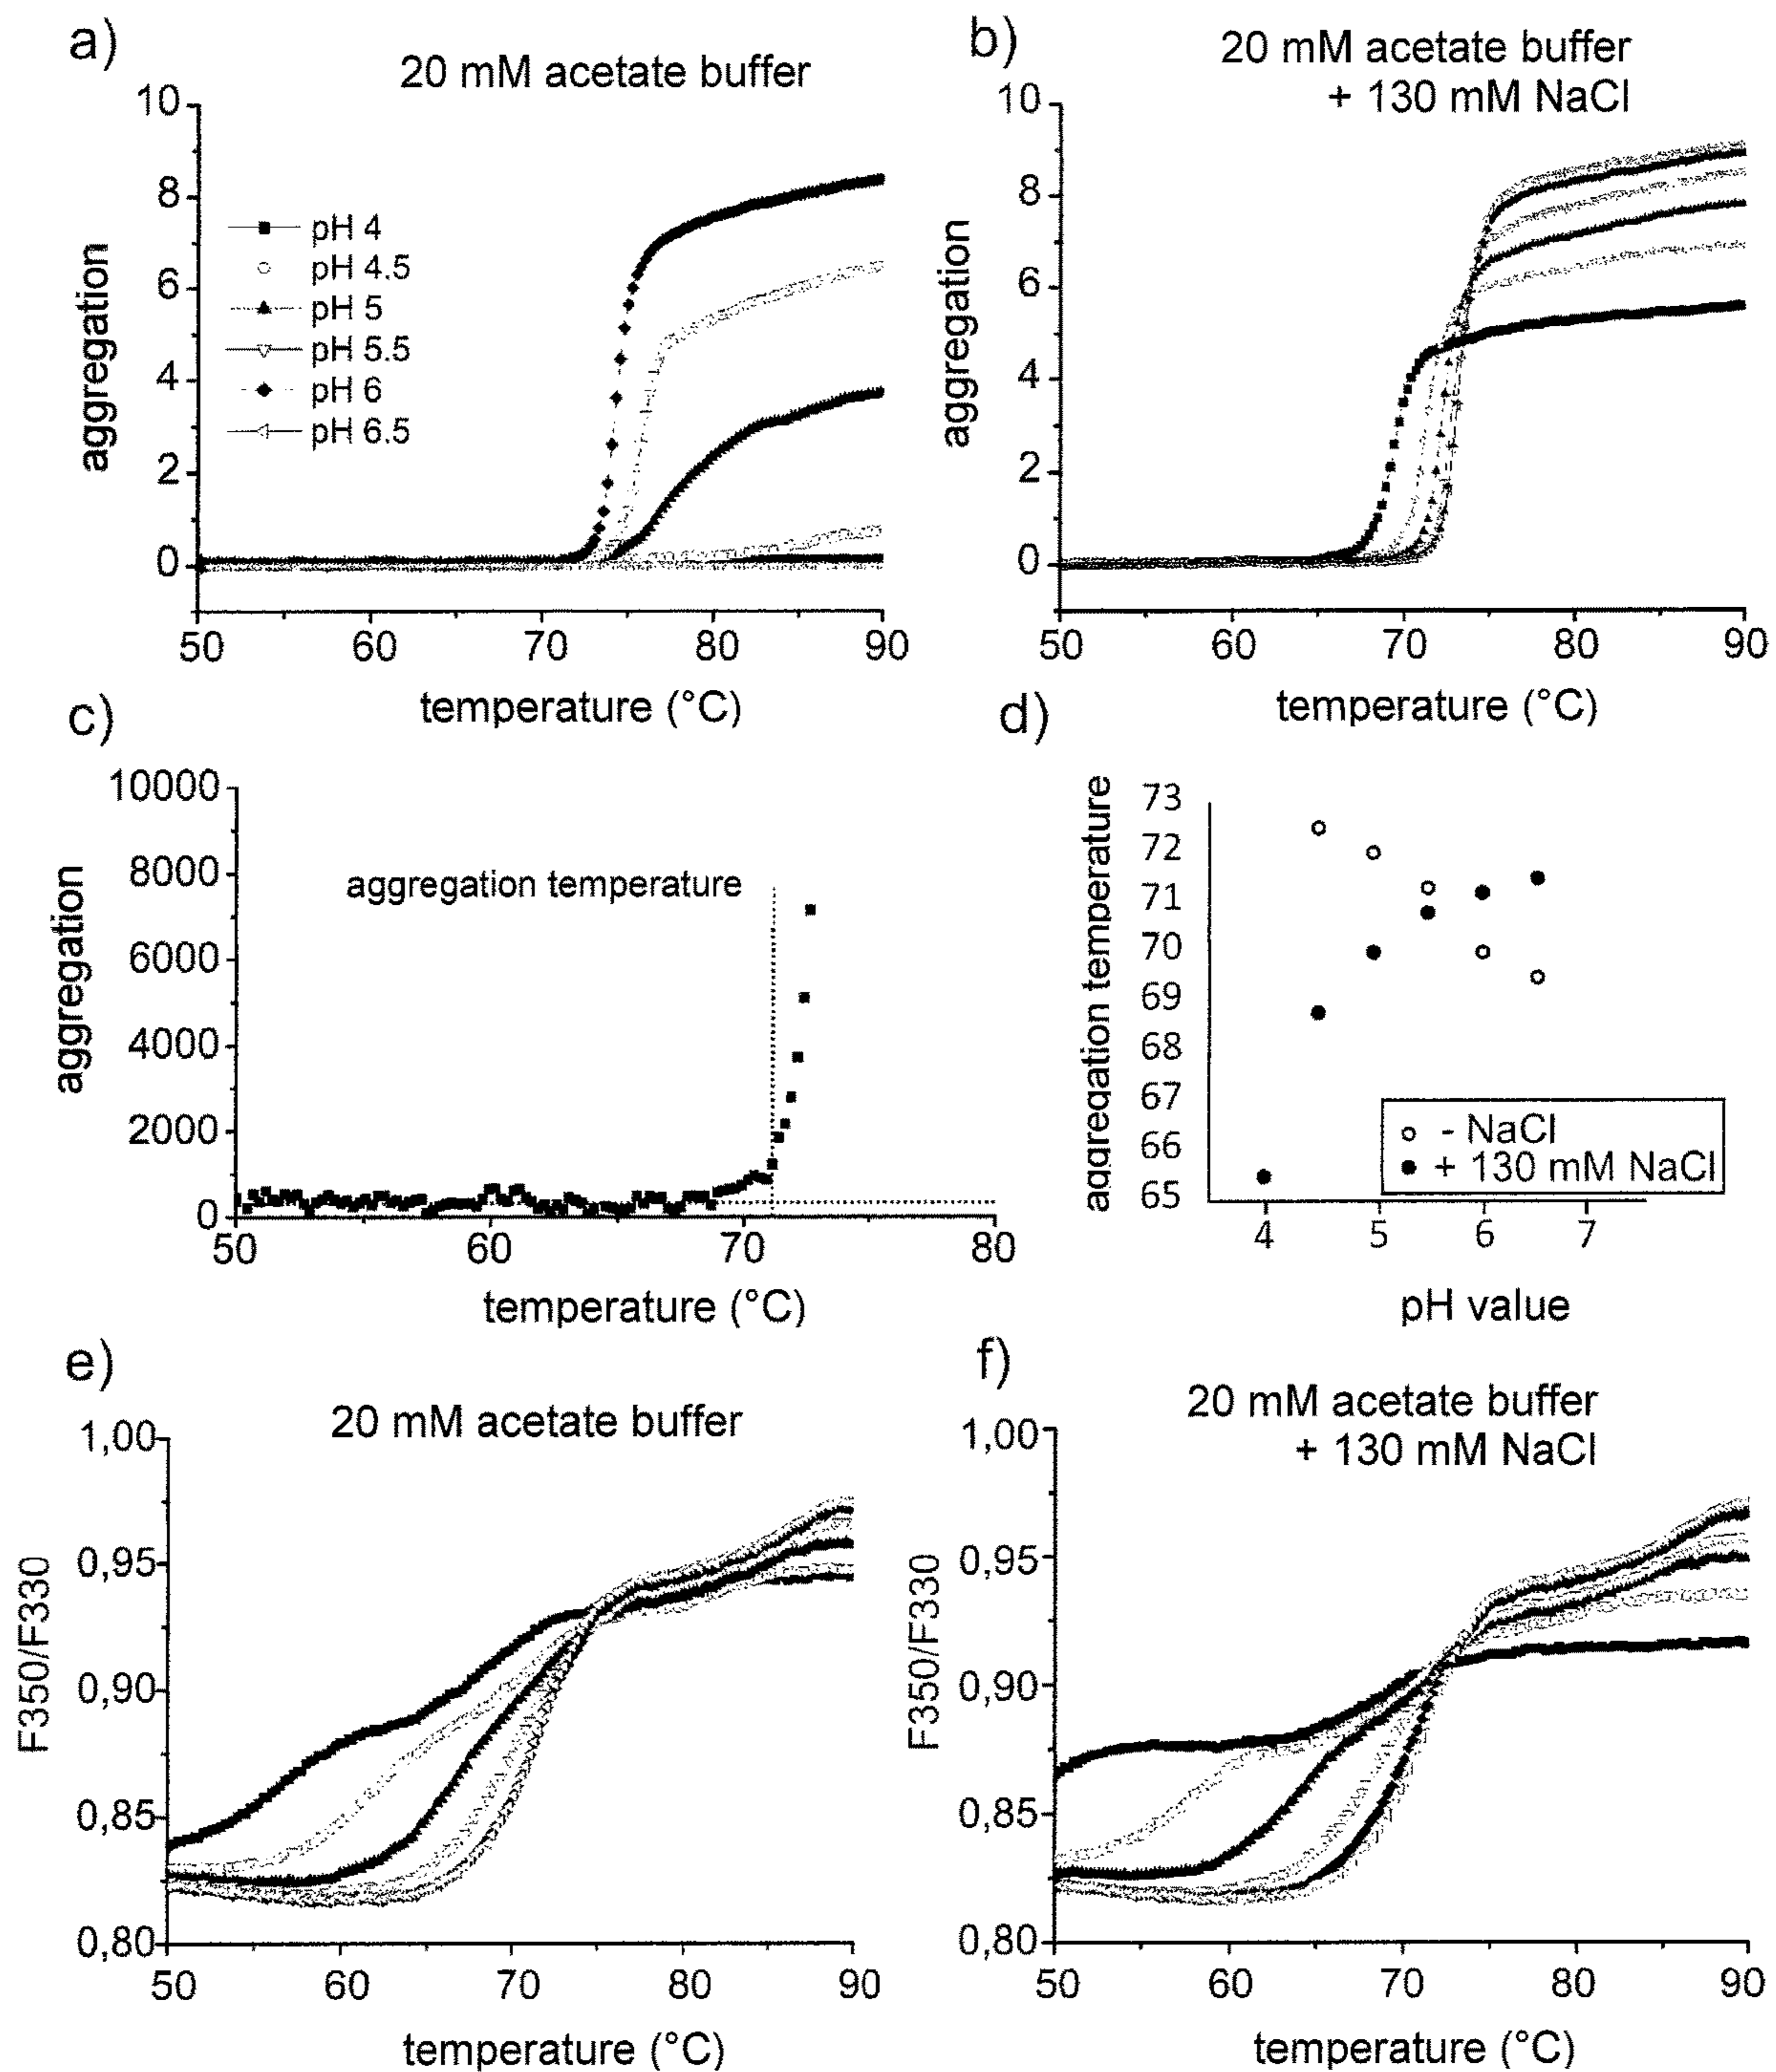 a)
20 mM acetate buffer
10
8
6
4
2
0
aggregation
pH 4
pH 4.5
pH 5
pH 5.5
pH 6
pH 6.5
50 60 70 80 90
temperature (°C)
b)
20 mM acetate buffer
+ 130 mM NaCl
10
8
6
4
2
0
aggregation
50 60 70 80 90
temperature (°C)
c)
10000
8000
6000
4000
2000
0
aggregation
aggregation temperature
50 60 70 80
temperature (°C)
d)
aggregation temperature
73
72
71
70
69
68
67
66
65
- NaCl
+ 130 mM NaCl
4 5 6 7
pH value
e)
20 mM acetate buffer
1,00
0,95
0,90
0,85
0,80
F350/F330
50 60 70 80 90
temperature (°C)
f)
20 mM acetate buffer
+ 130 mM NaCl
1,00
0,95
0,90
0,85
0,80
F350/F330
50 60 70 80 90
temperature (°C)